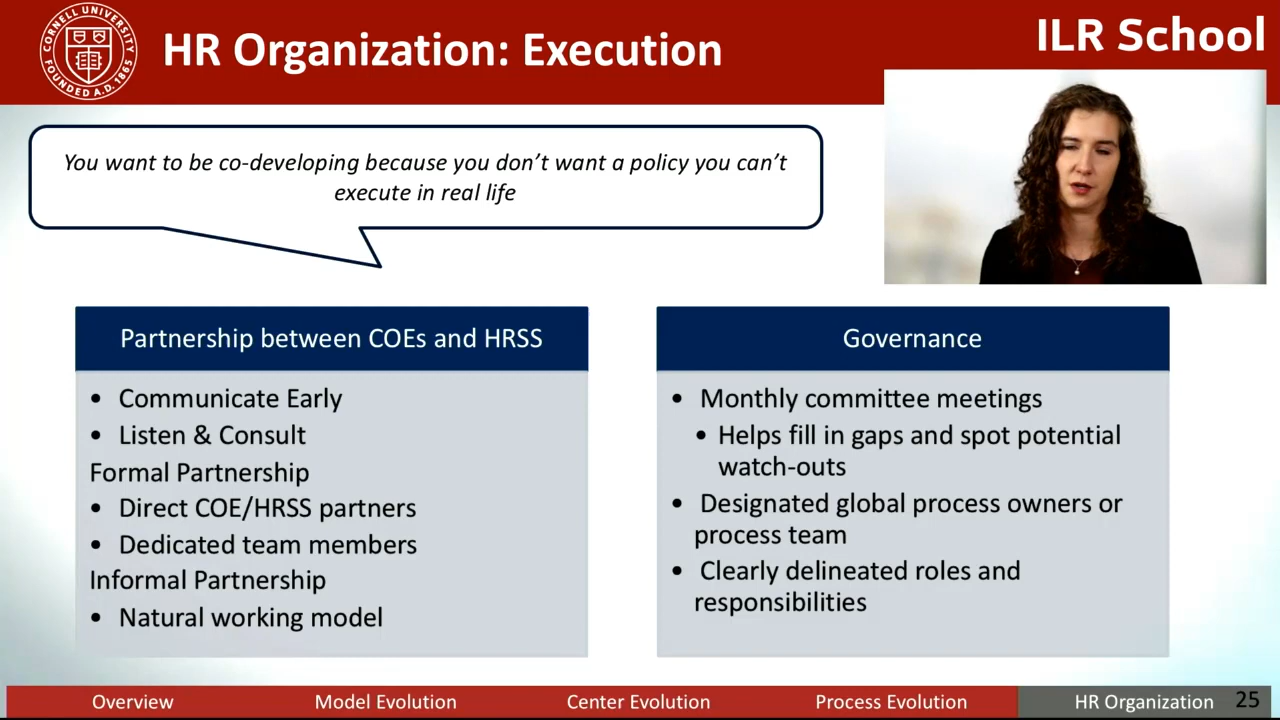 CORNELL UNIVERSITY
FOUNDED A.D. 1865
HR Organization: Execution
ILR School
You want to be co-developing because you don’t want a policy you can’t
execute in real life
Partnership between COEs and HRSS
• Communicate Early
• Listen & Consult
Formal Partnership
• Direct COE/HRSS partners
• Dedicated team members
Informal Partnership
• Natural working model
Governance
• Monthly committee meetings
• Helps fill in gaps and spot potential
watch-outs
• Designated global process owners or
process team
• Clearly delineated roles and
responsibilities
Overview
Model Evolution
Center Evolution
Process Evolution
HR Organization
25